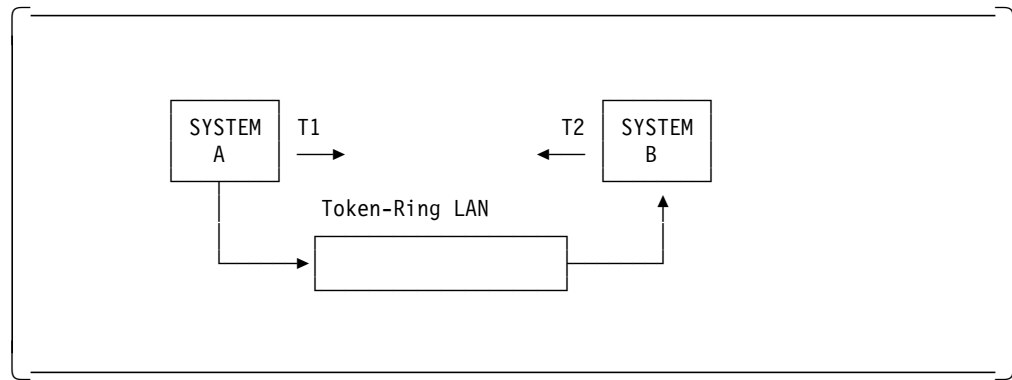 SYSTEM A
T1
T2
SYSTEM B
Token-Ring LAN